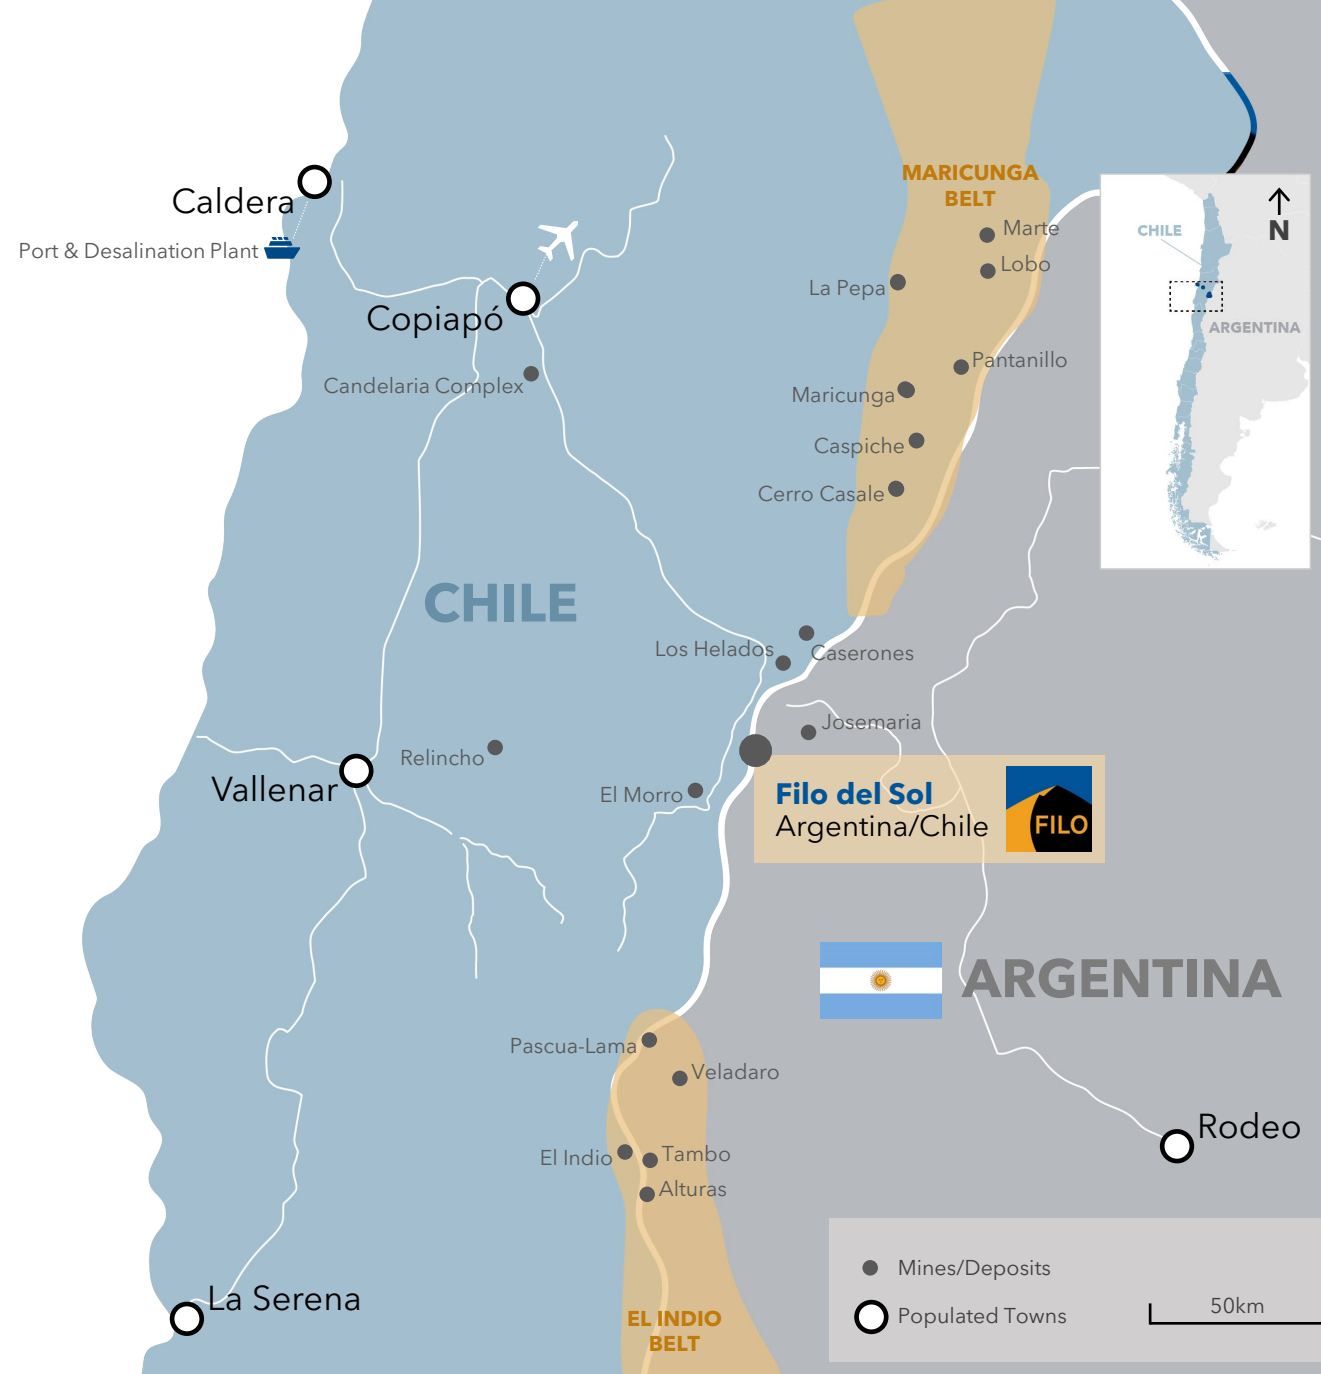 MARICUNGA
BELT
Caldera
Port & Desalination Plant
Marte
Lobo
La Pepa
CHILE
N
ARGENTINA
Copiapó
Candelaria Complex
Pantanillo
Maricunga
Caspiche
Cerro Casale
CHILE
Los Helados
Caserones
Josemaria
Relincho
Vallenar
El Morro
Filo del Sol
Argentina/Chile
FILO
ARGENTINA
Pascua-Lama
Veladaro
Rodeo
El Indio
Tambo
Alturas
La Serena
EL INDIO
BELT
Mines/Deposits
Populated Towns
50km